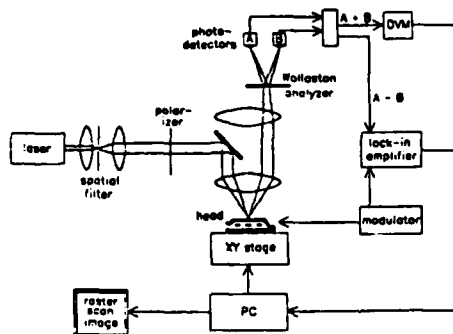 photo-
detectors
A
B
A + B
DVM
Wollaston
analyzer
A - B
polar-
izer
laser
spatial
filter
lock-in
amplifier
head
modulator
XY stage
raster
scan
image
PC